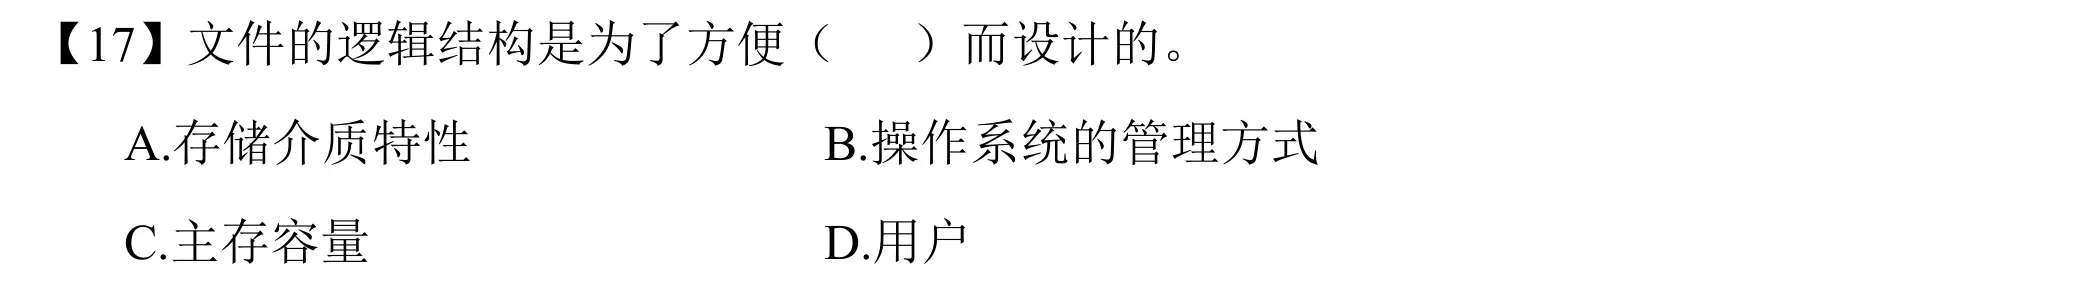 【17】文件的逻辑结构是为了方便（　　）而设计的。
A.存储介质特性　　B.操作系统的管理方式
C.主存容量　　D.用户